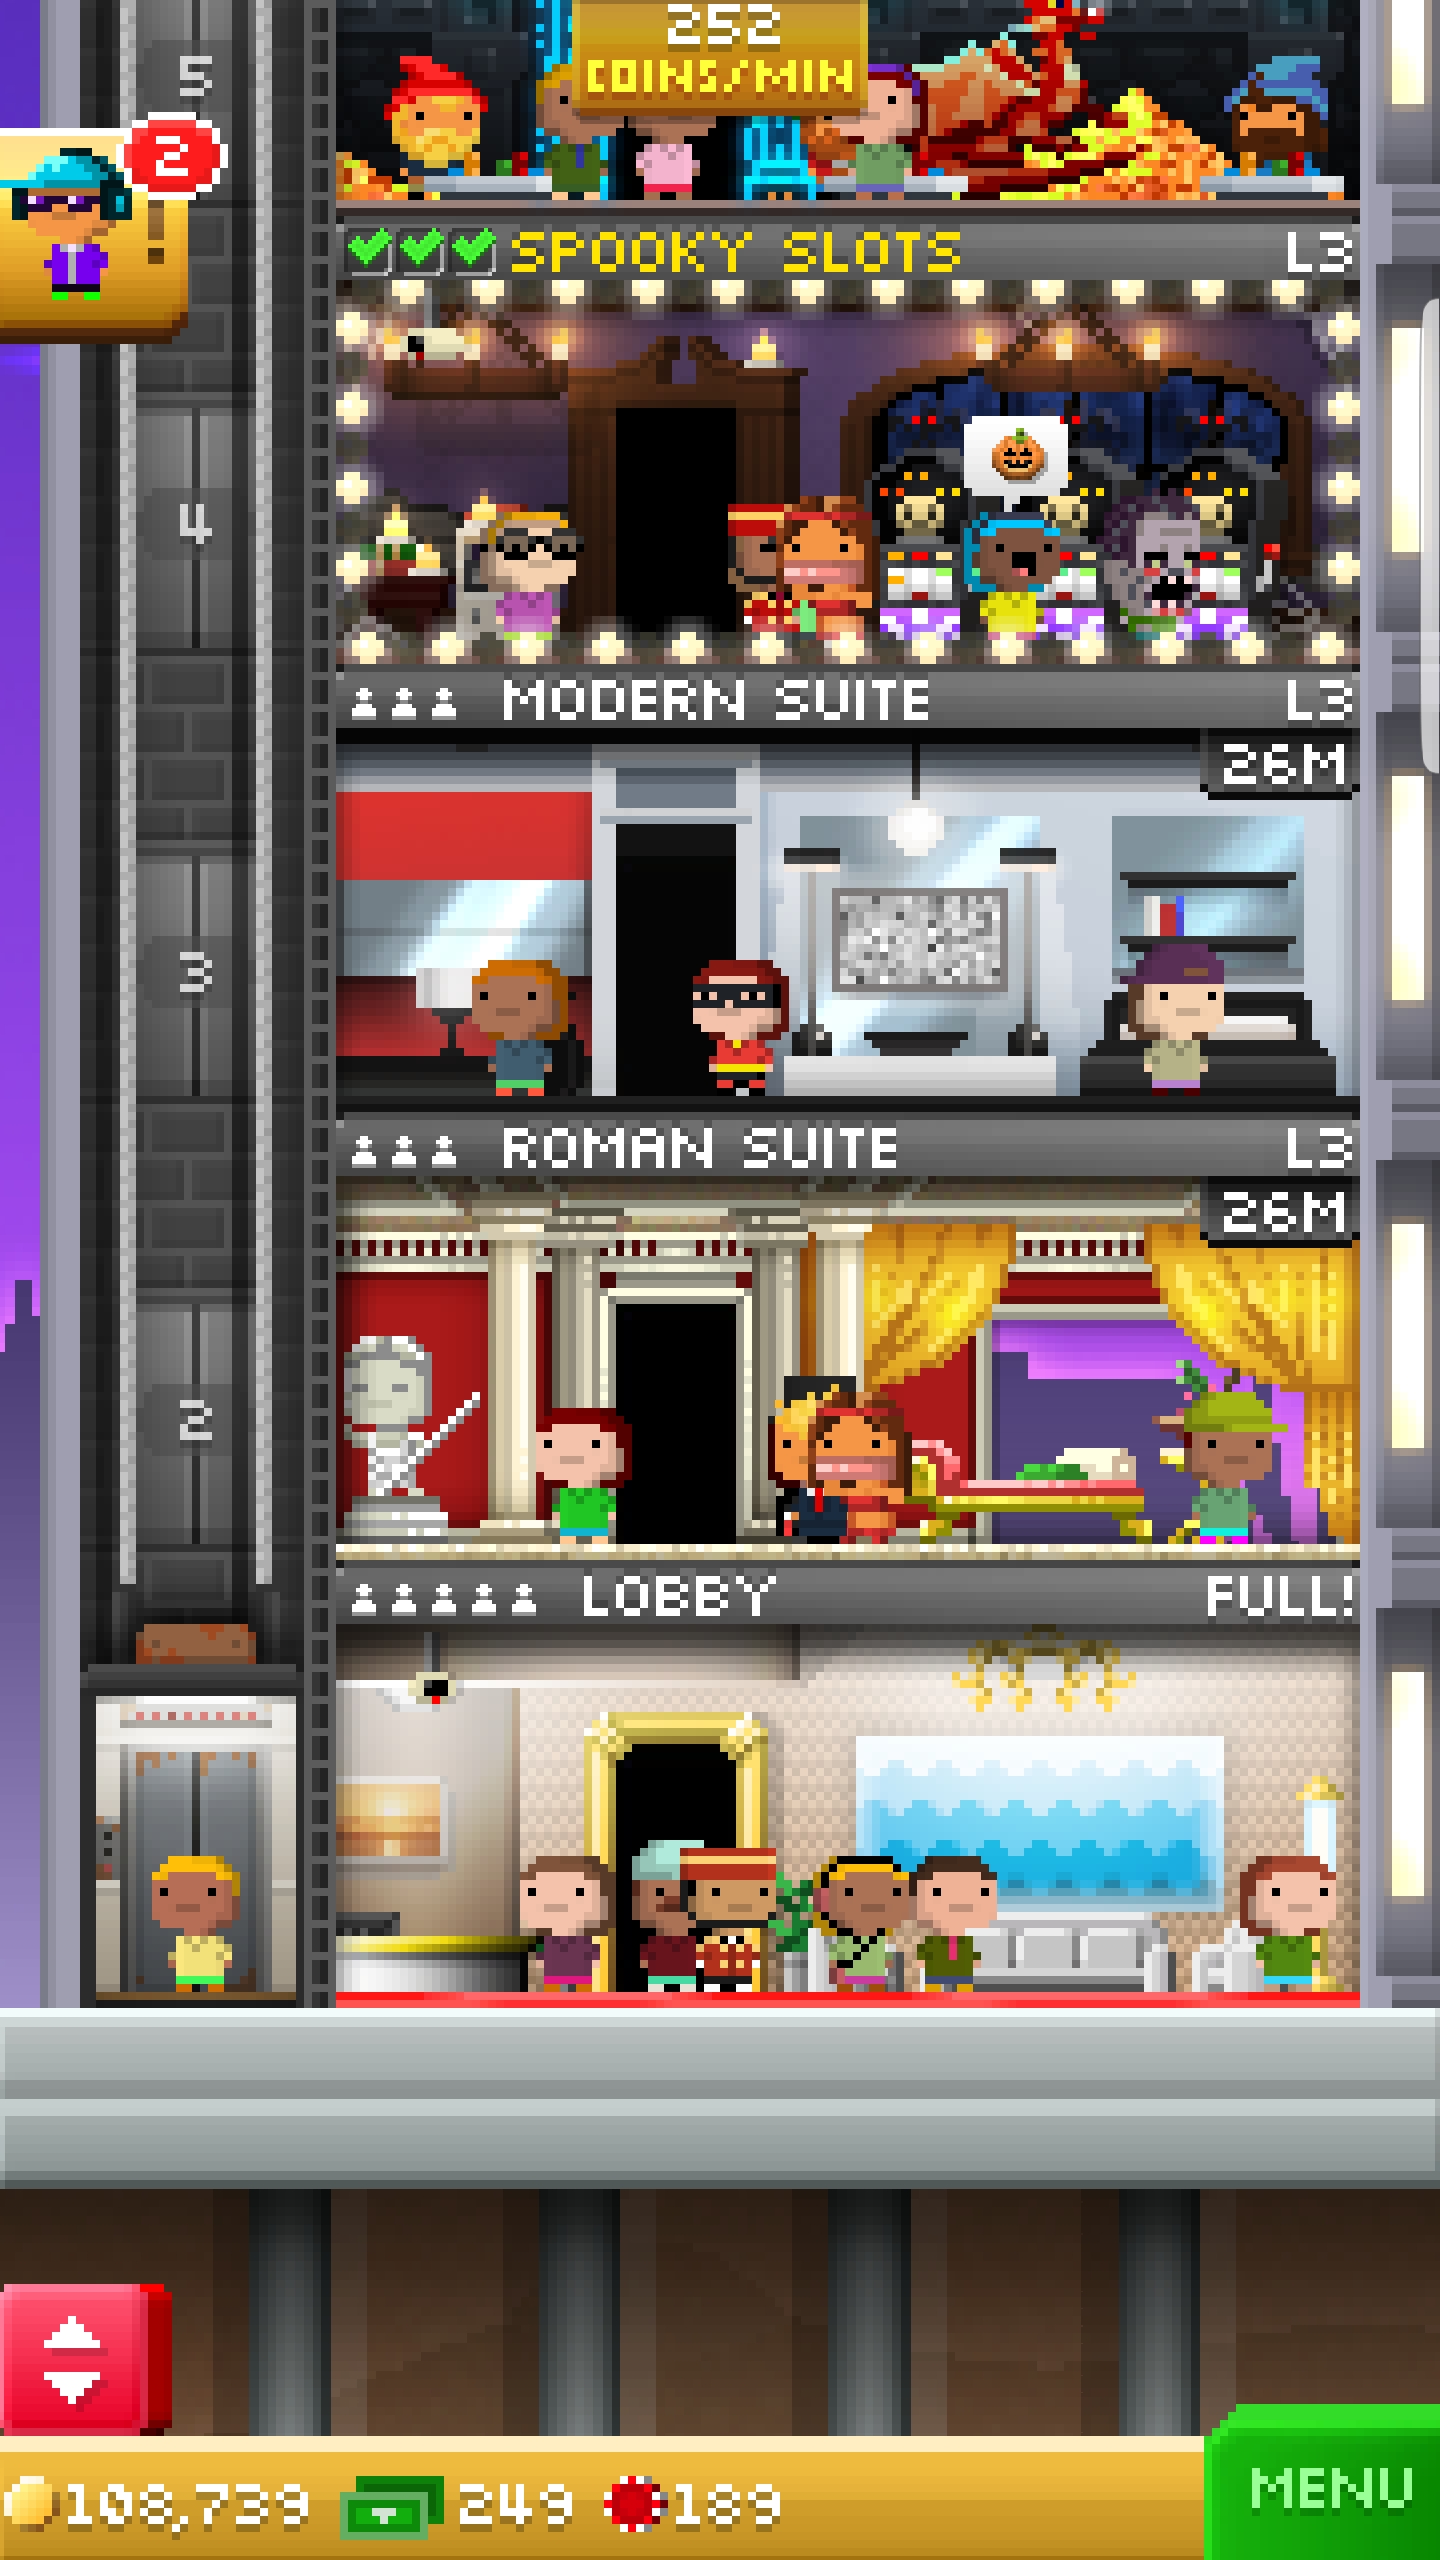 252
COINS/MIN
5
2
SPOOKY SLOTS L3
4
MODERN SUITE L3
26M
3
ROMAN SUITE L3
26M
2
LOBBY FULL!
108,739 249 189
MENU